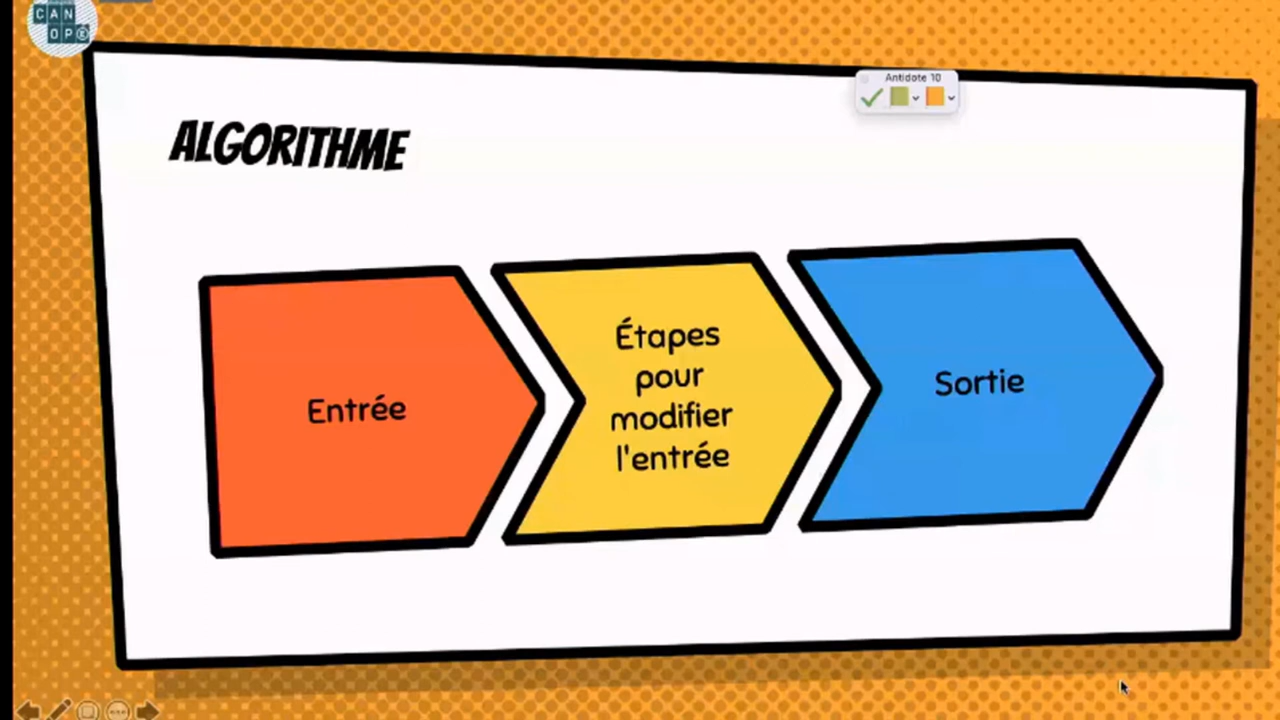 CAN
OPÉ
Antidote 10
ALGORITHME
Entrée
Étapes
pour
modifier
l'entrée
Sortie